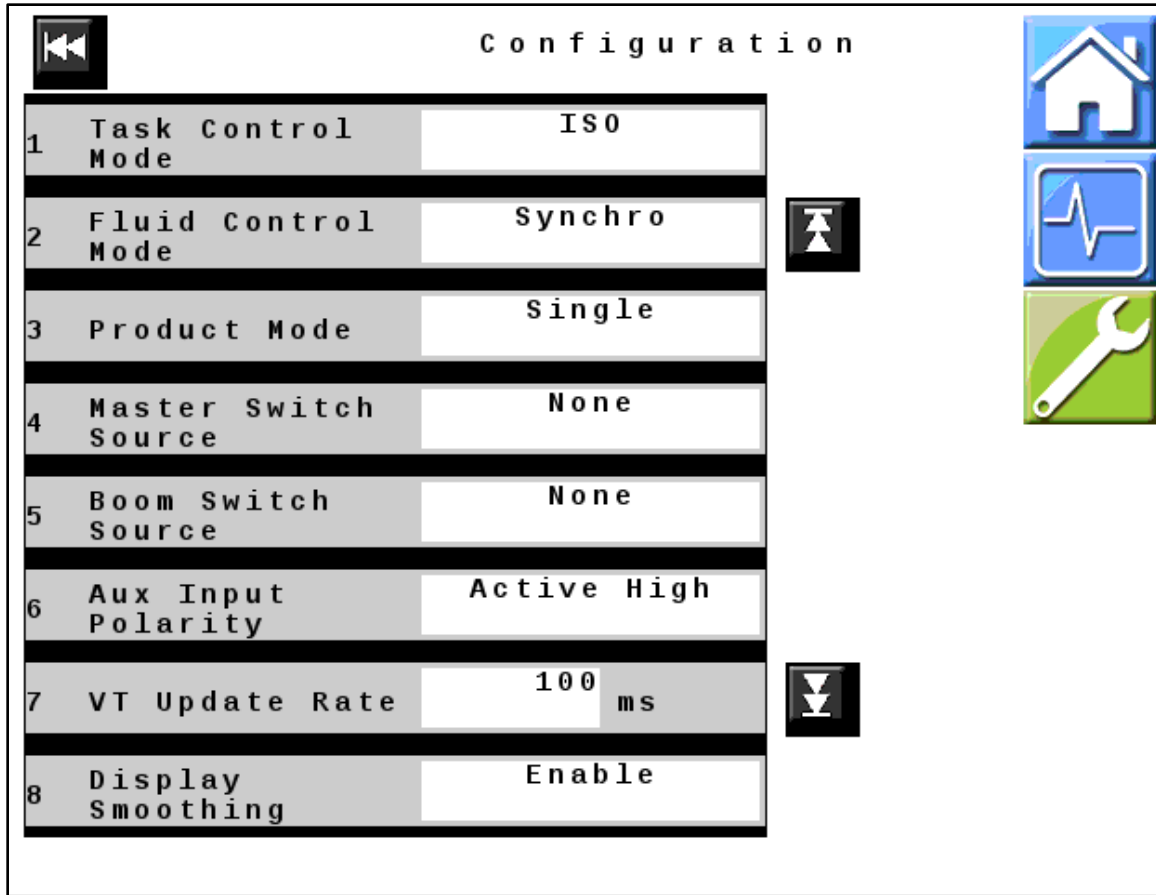 Configuration
1 Task Control
Mode
ISO
2 Fluid Control
Mode
Synchro
3 Product Mode
Single
4 Master Switch
Source
None
5 Boom Switch
Source
None
6 Aux Input
Polarity
Active High
7 VT Update Rate
100 ms
8 Display
Smoothing
Enable